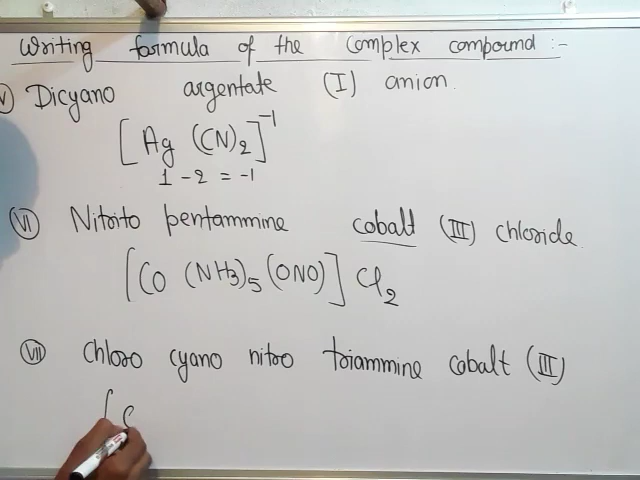 Writing formula of the complex compound :-
V) Dicyano argentate (I) anion.
[Ag (CN)2]-1
1 - 2 = -1
VI) Nitrito pentammine cobalt (III) chloride.
[Co (NH3)5 (ONO)] Cl2
VII) Chloro cyano nitro triammine cobalt (III)
[C